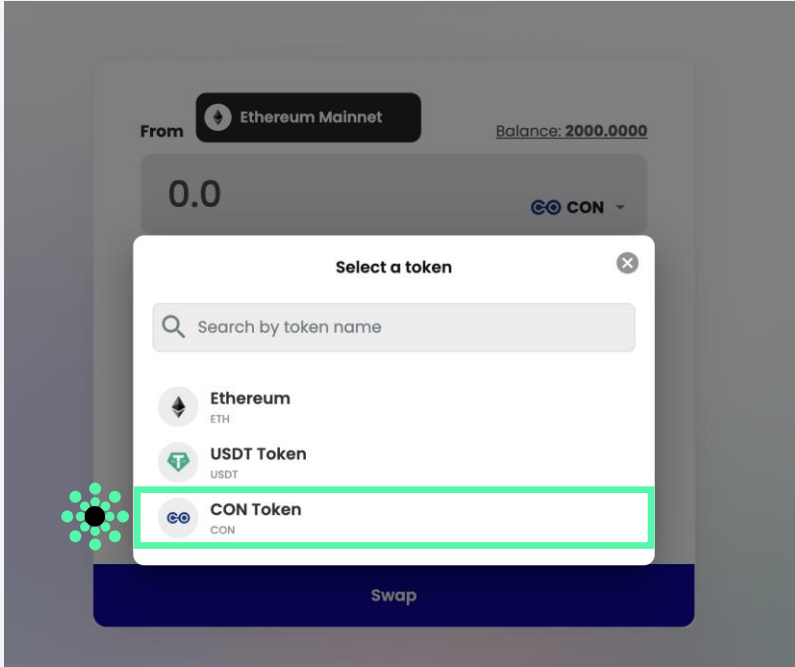 From
Ethereum Mainnet
Balance: 2000.0000
0.0
CON
Select a token
Search by token name
Ethereum
ETH
USDT Token
USDT
CON Token
CON
Swap